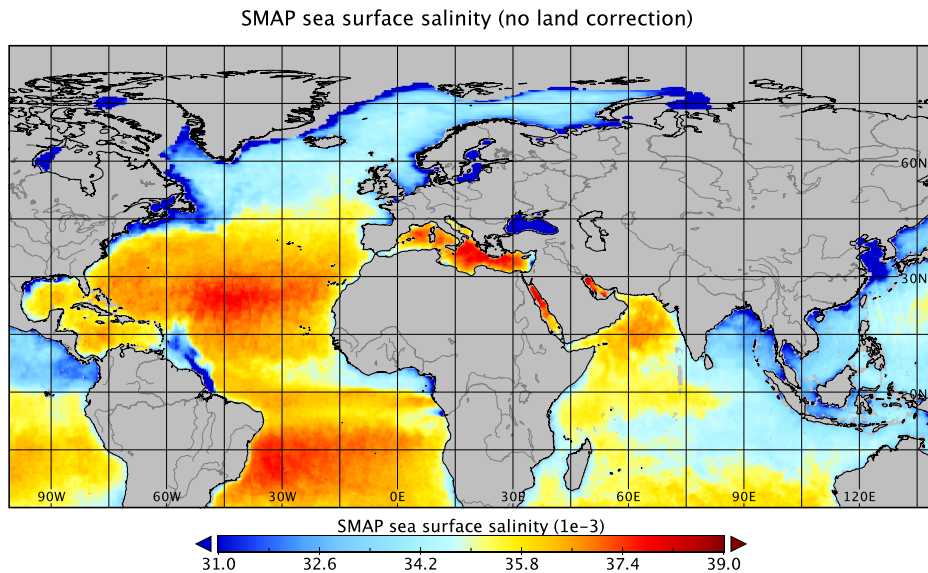 SMAP sea surface salinity (no land correction)
60N
30N
0N
90W 60W 30W 0E 30E 60E 90E 120E
SMAP sea surface salinity (1e-3)
31.0 32.6 34.2 35.8 37.4 39.0